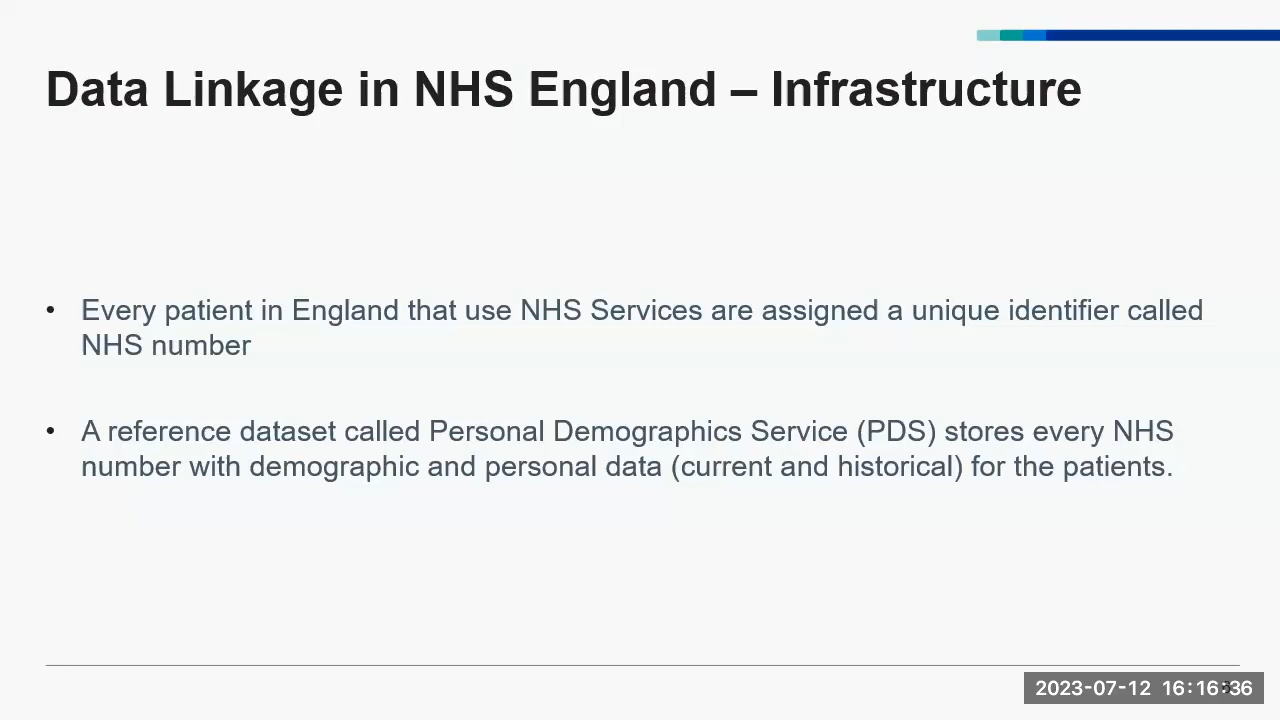 Data Linkage in NHS England – Infrastructure
• Every patient in England that use NHS Services are assigned a unique identifier called
NHS number
• A reference dataset called Personal Demographics Service (PDS) stores every NHS
number with demographic and personal data (current and historical) for the patients.
2023-07-12 16:16:36